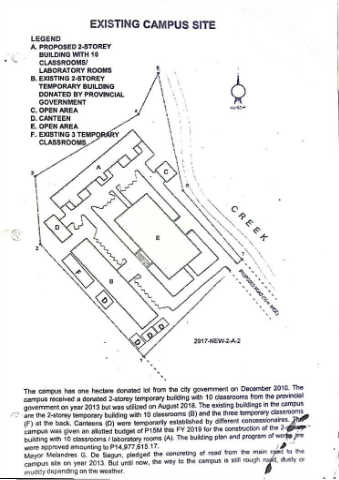 EXISTING CAMPUS SITE
LEGEND
A. PROPOSED 2-STOREY
BUILDING WITH 10
CLASSROOMS/
LABORATORY ROOMS
B. EXISTING 2-STOREY
TEMPORARY BUILDING
DONATED BY PROVINCIAL
GOVERNMENT
C. OPEN AREA
D. CANTEEN
E. OPEN AREA
F. EXISTING 3 TEMPORARY
CLASSROOMS
A
C
D
E
B
F
D
D
D
D
CREEK
2017-NEW-2-A-2
The campus has one hectare donated lot from the city government on December 2010. The
campus received a donated 2-storey temporary building with 10 classrooms from the provincial
government on year 2013 but was utilized on August 2018. The existing buildings in the campus
are the 2-storey temporary building with 10 classrooms (B) and the three temporary classrooms
(F) at the back. Canteens (D) were temporarily established by different concessionaires. The
campus was given an allotted budget of P15M this FY 2019 for the construction of the
building with 10 classrooms / laboratory rooms (A). The building plan and program of works
were approved amounting to P14,977,615.17.
Mayor Melandres G. De Sagun, pledged the concreting of road from the main road to the
campus site on year 2013. But until now, the way to the campus is still rough road, dusty or
muddy depending on the weather.